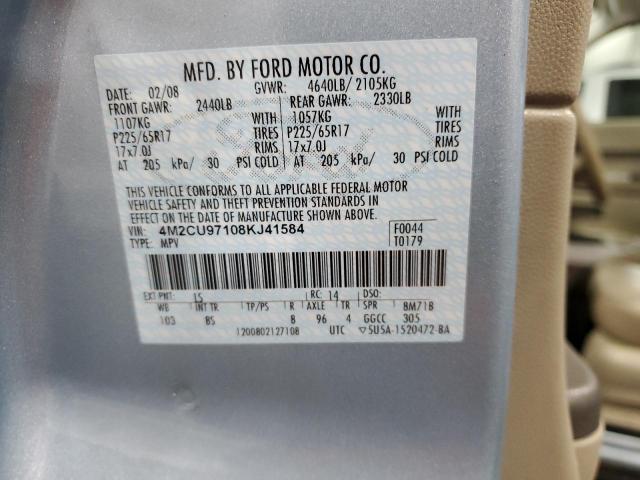 MFD. BY FORD MOTOR CO.
DATE: 02/08 GVWR: 4640LB/ 2105KG
FRONT GAWR: 2440LB REAR GAWR: 2330LB
1107KG WITH 1057KG WITH
P225/65R17 TIRES P225/65R17 TIRES
17x7.0J RIMS 17x7.0J RIMS
AT 205 kPa/ 30 PSI COLD AT 205 kPa/ 30 PSI COLD
THIS VEHICLE CONFORMS TO ALL APPLICABLE FEDERAL MOTOR
VEHICLE SAFETY AND THEFT PREVENTION STANDARDS IN
EFFECT ON THE DATE OF MANUFACTURE SHOWN ABOVE.
VIN: 4M2CU97108KJ41584 F0044
TYPE: MPV T0179
EXT PNT: 15 RC: 14 DSO:
WB INT TR TP/PS R AXLE TR SPR 8M71B
103 BS 8 96 4 GGCC 305
1200802127108 UTC ▽5U5A-1520472-BA